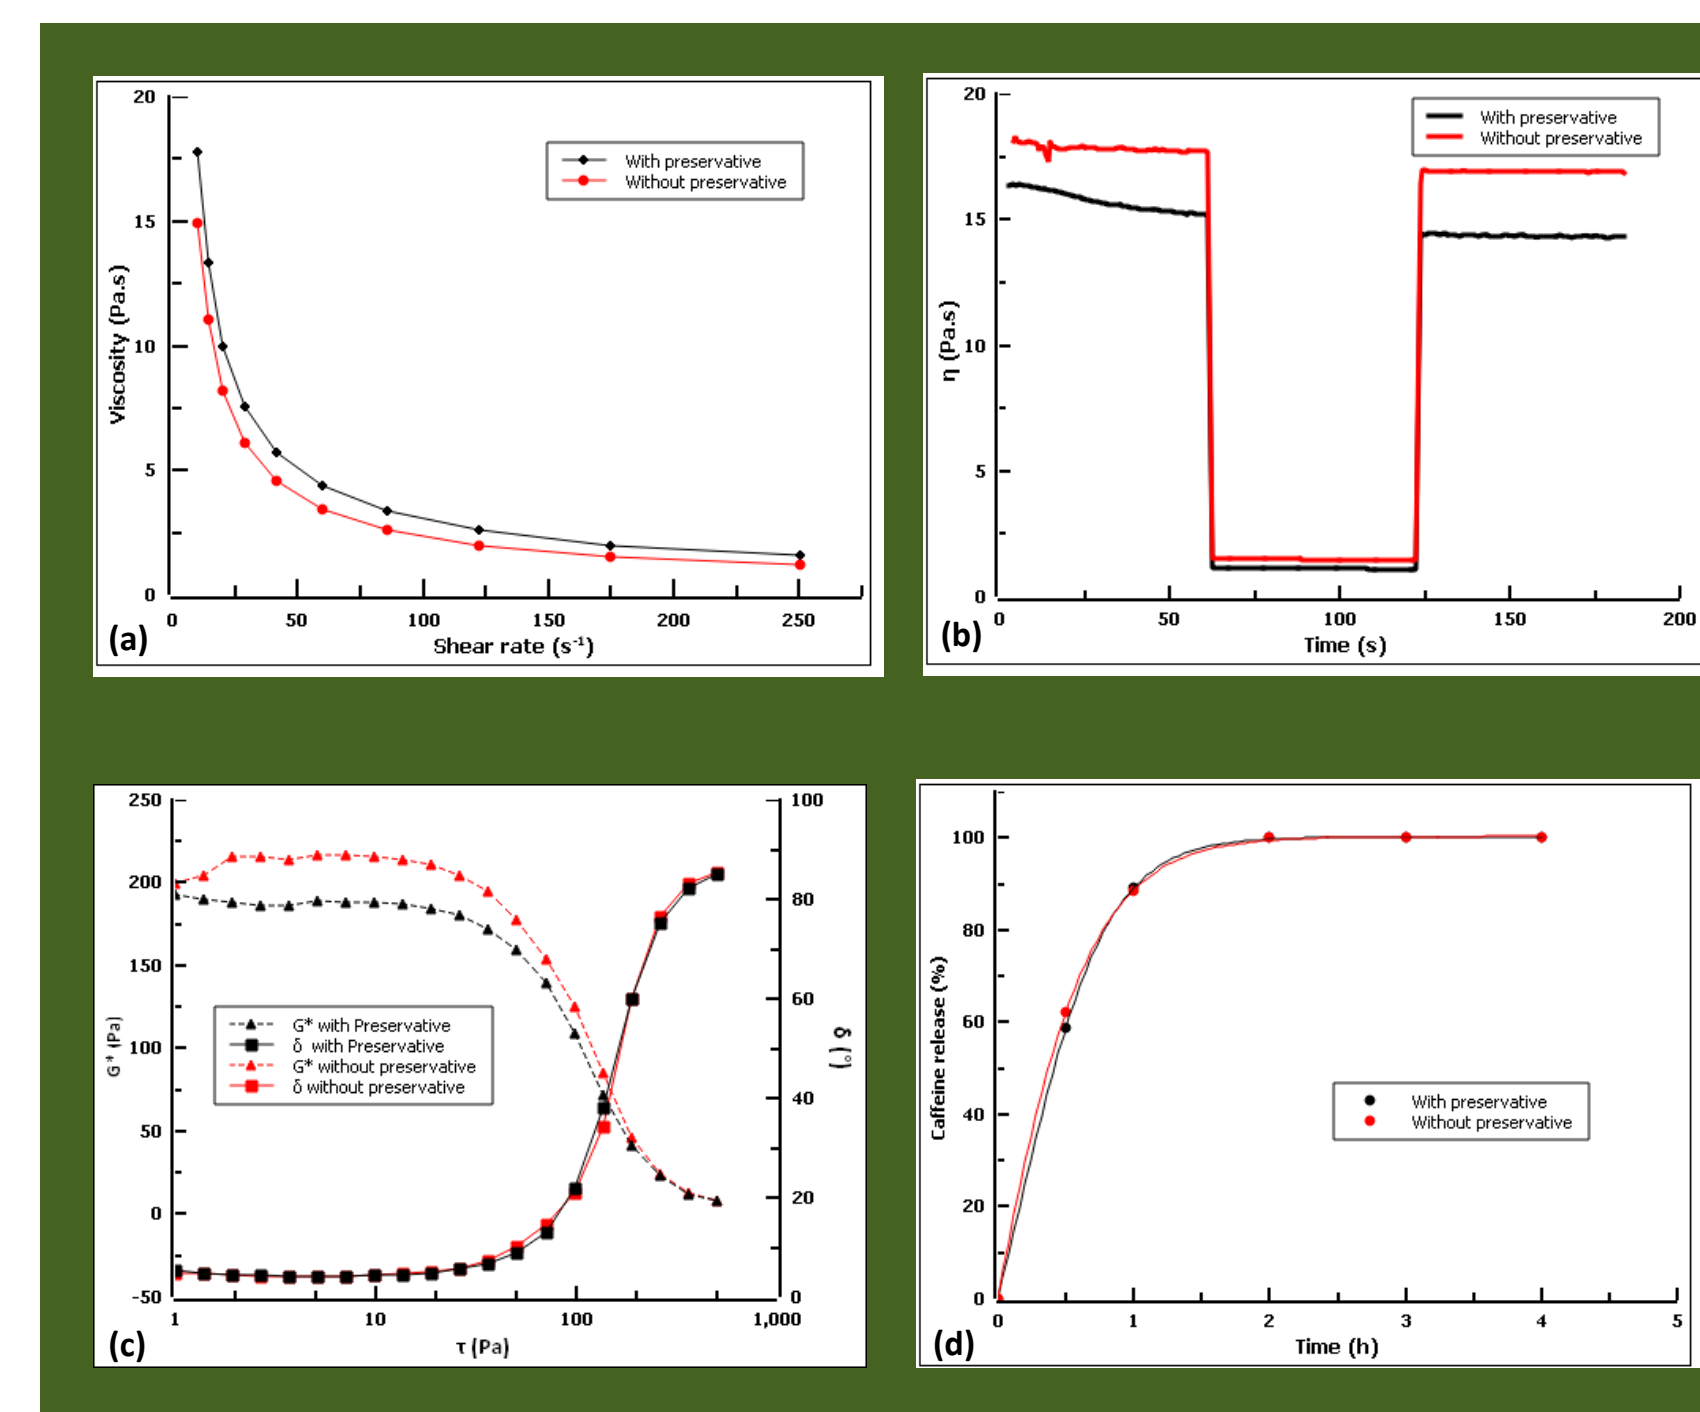 20
15
10
5
0
Viscosity (Pa.s)
With preservative
Without preservative
0 50 100 150 200 250
Shear rate (s⁻¹)
(a)
20
15
10
5
0
η (Pa.s)
With preservative
Without preservative
0 50 100 150 200
Time (s)
(b)
250
200
150
100
50
0
-50
G* (Pa)
G* with Preservative
δ with Preservative
G* without preservative
δ without preservative
100
80
60
40
20
0
δ (°)
1 10 100 1,000
τ (Pa)
(c)
100
80
60
40
20
0
Caffeine release (%)
With preservative
Without preservative
0 1 2 3 4 5
Time (h)
(d)